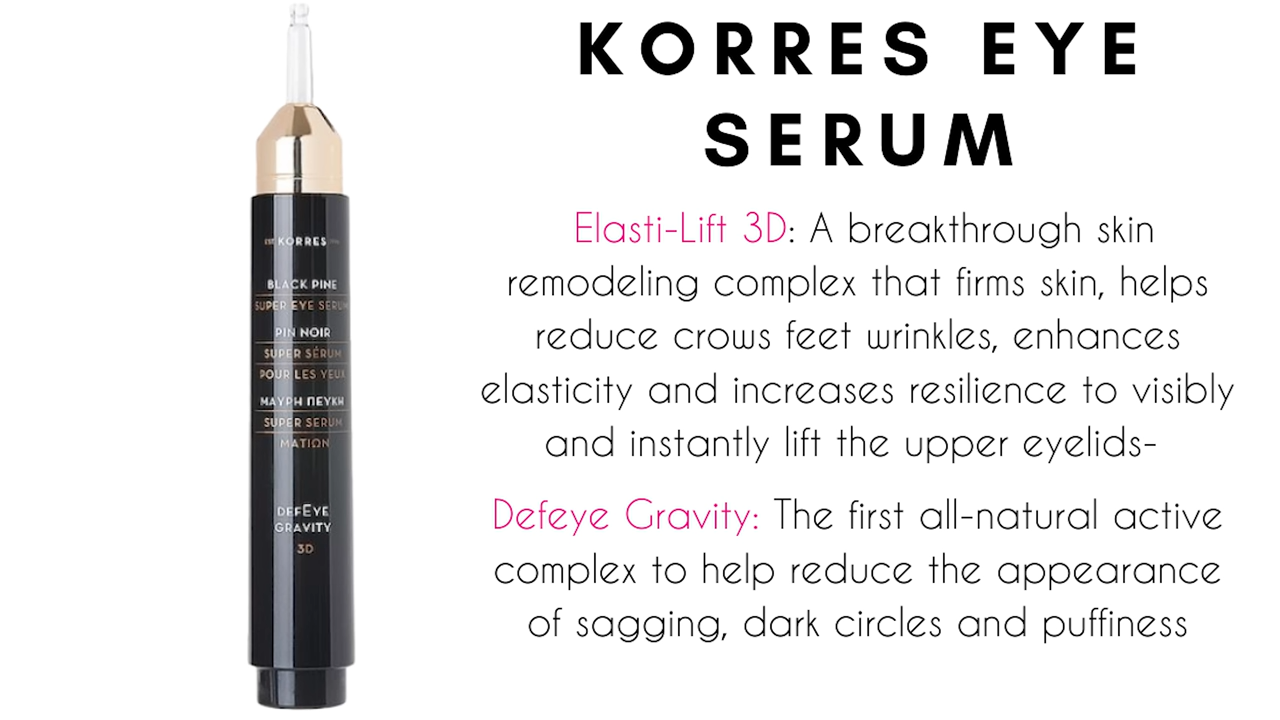 KORRES EYE
SERUM
Elasti-Lift 3D: A breakthrough skin
remodeling complex that firms skin, helps
reduce crows feet wrinkles, enhances
elasticity and increases resilience to visibly
and instantly lift the upper eyelids-
Defeye Gravity: The first all-natural active
complex to help reduce the appearance
of sagging, dark circles and puffiness
EST KORRES
BLACK PINE
SUPER EYE SERUM
PIN NOIR
SUPER SÉRUM
POUR LES YEUX
ΜΑΥΡΗ ΠΕΥΚΗ
SUPER SERUM
ΜΑΤΙΩΝ
DEFEYE
GRAVITY
3D